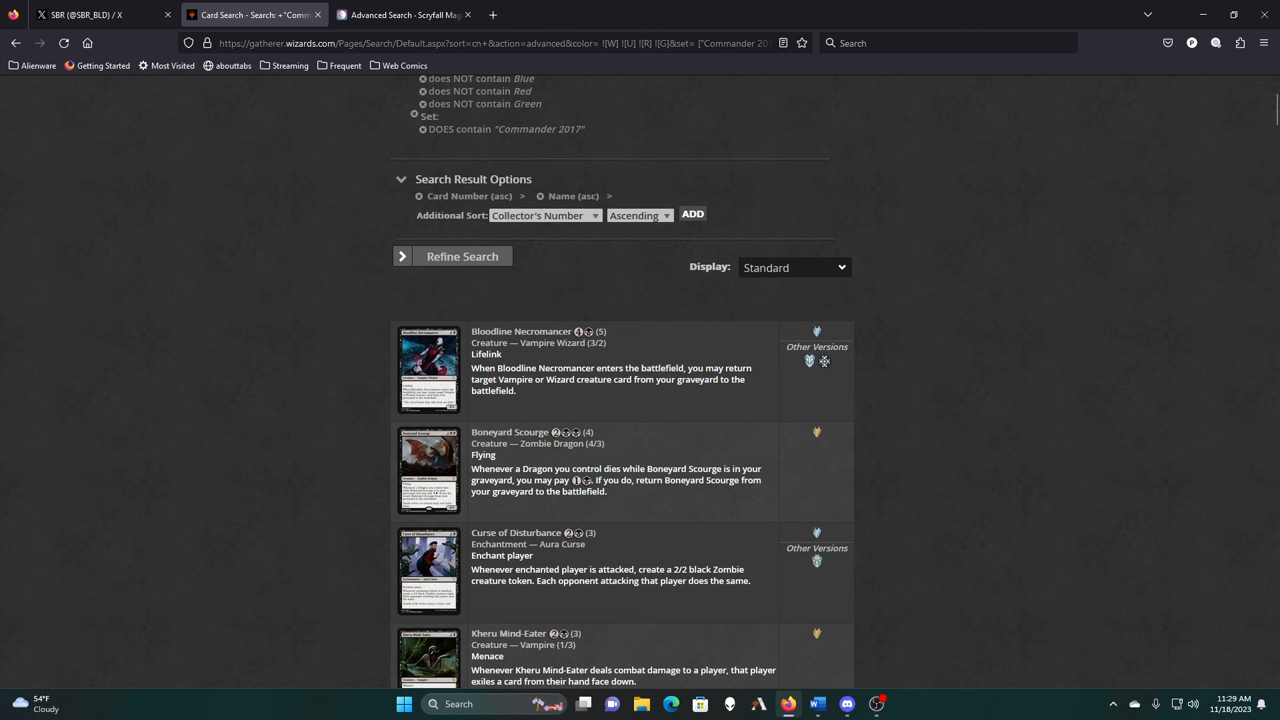 SBR (@SBR_BLD) / X
Card Search - Search: +"Comm
Advanced Search - Scryfall Mag
https://gatherer.wizards.com/Pages/Search/Default.aspx?sort=cn+&action=advanced&color= ![W] ![U] ![R] ![G]&set= ["Commander 201
Search
Alienware
Getting Started
Most Visited
abouttabs
Streaming
Frequent
Web Comics
does NOT contain Blue
does NOT contain Red
does NOT contain Green
Set:
DOES contain "Commander 2017"
Search Result Options
Card Number (asc) >
Name (asc) >
Additional Sort: Collector's Number Ascending ADD
Refine Search
Display: Standard
Bloodline Necromancer 4 (5)
Creature — Vampire Wizard (3/2)
Lifelink
When Bloodline Necromancer enters the battlefield, you may return
target Vampire or Wizard creature card from your graveyard to the
battlefield.
Other Versions
Boneyard Scourge 2 (4)
Creature — Zombie Dragon (4/3)
Flying
Whenever a Dragon you control dies while Boneyard Scourge is in your
graveyard, you may pay 1. If you do, return Boneyard Scourge from your
graveyard to the battlefield.
Curse of Disturbance 2 (3)
Enchantment — Aura Curse
Enchant player
Whenever enchanted player is attacked, create a 2/2 black Zombie
creature token. Each opponent attacking that player does the same.
Other Versions
Kheru Mind-Eater 2 (3)
Creature — Vampire (1/3)
Menace
Whenever Kheru Mind-Eater deals combat damage to a player, that player
exiles a card from their hand face down.
54°F
Cloudy
Search
11:29 AM
11/18/2023